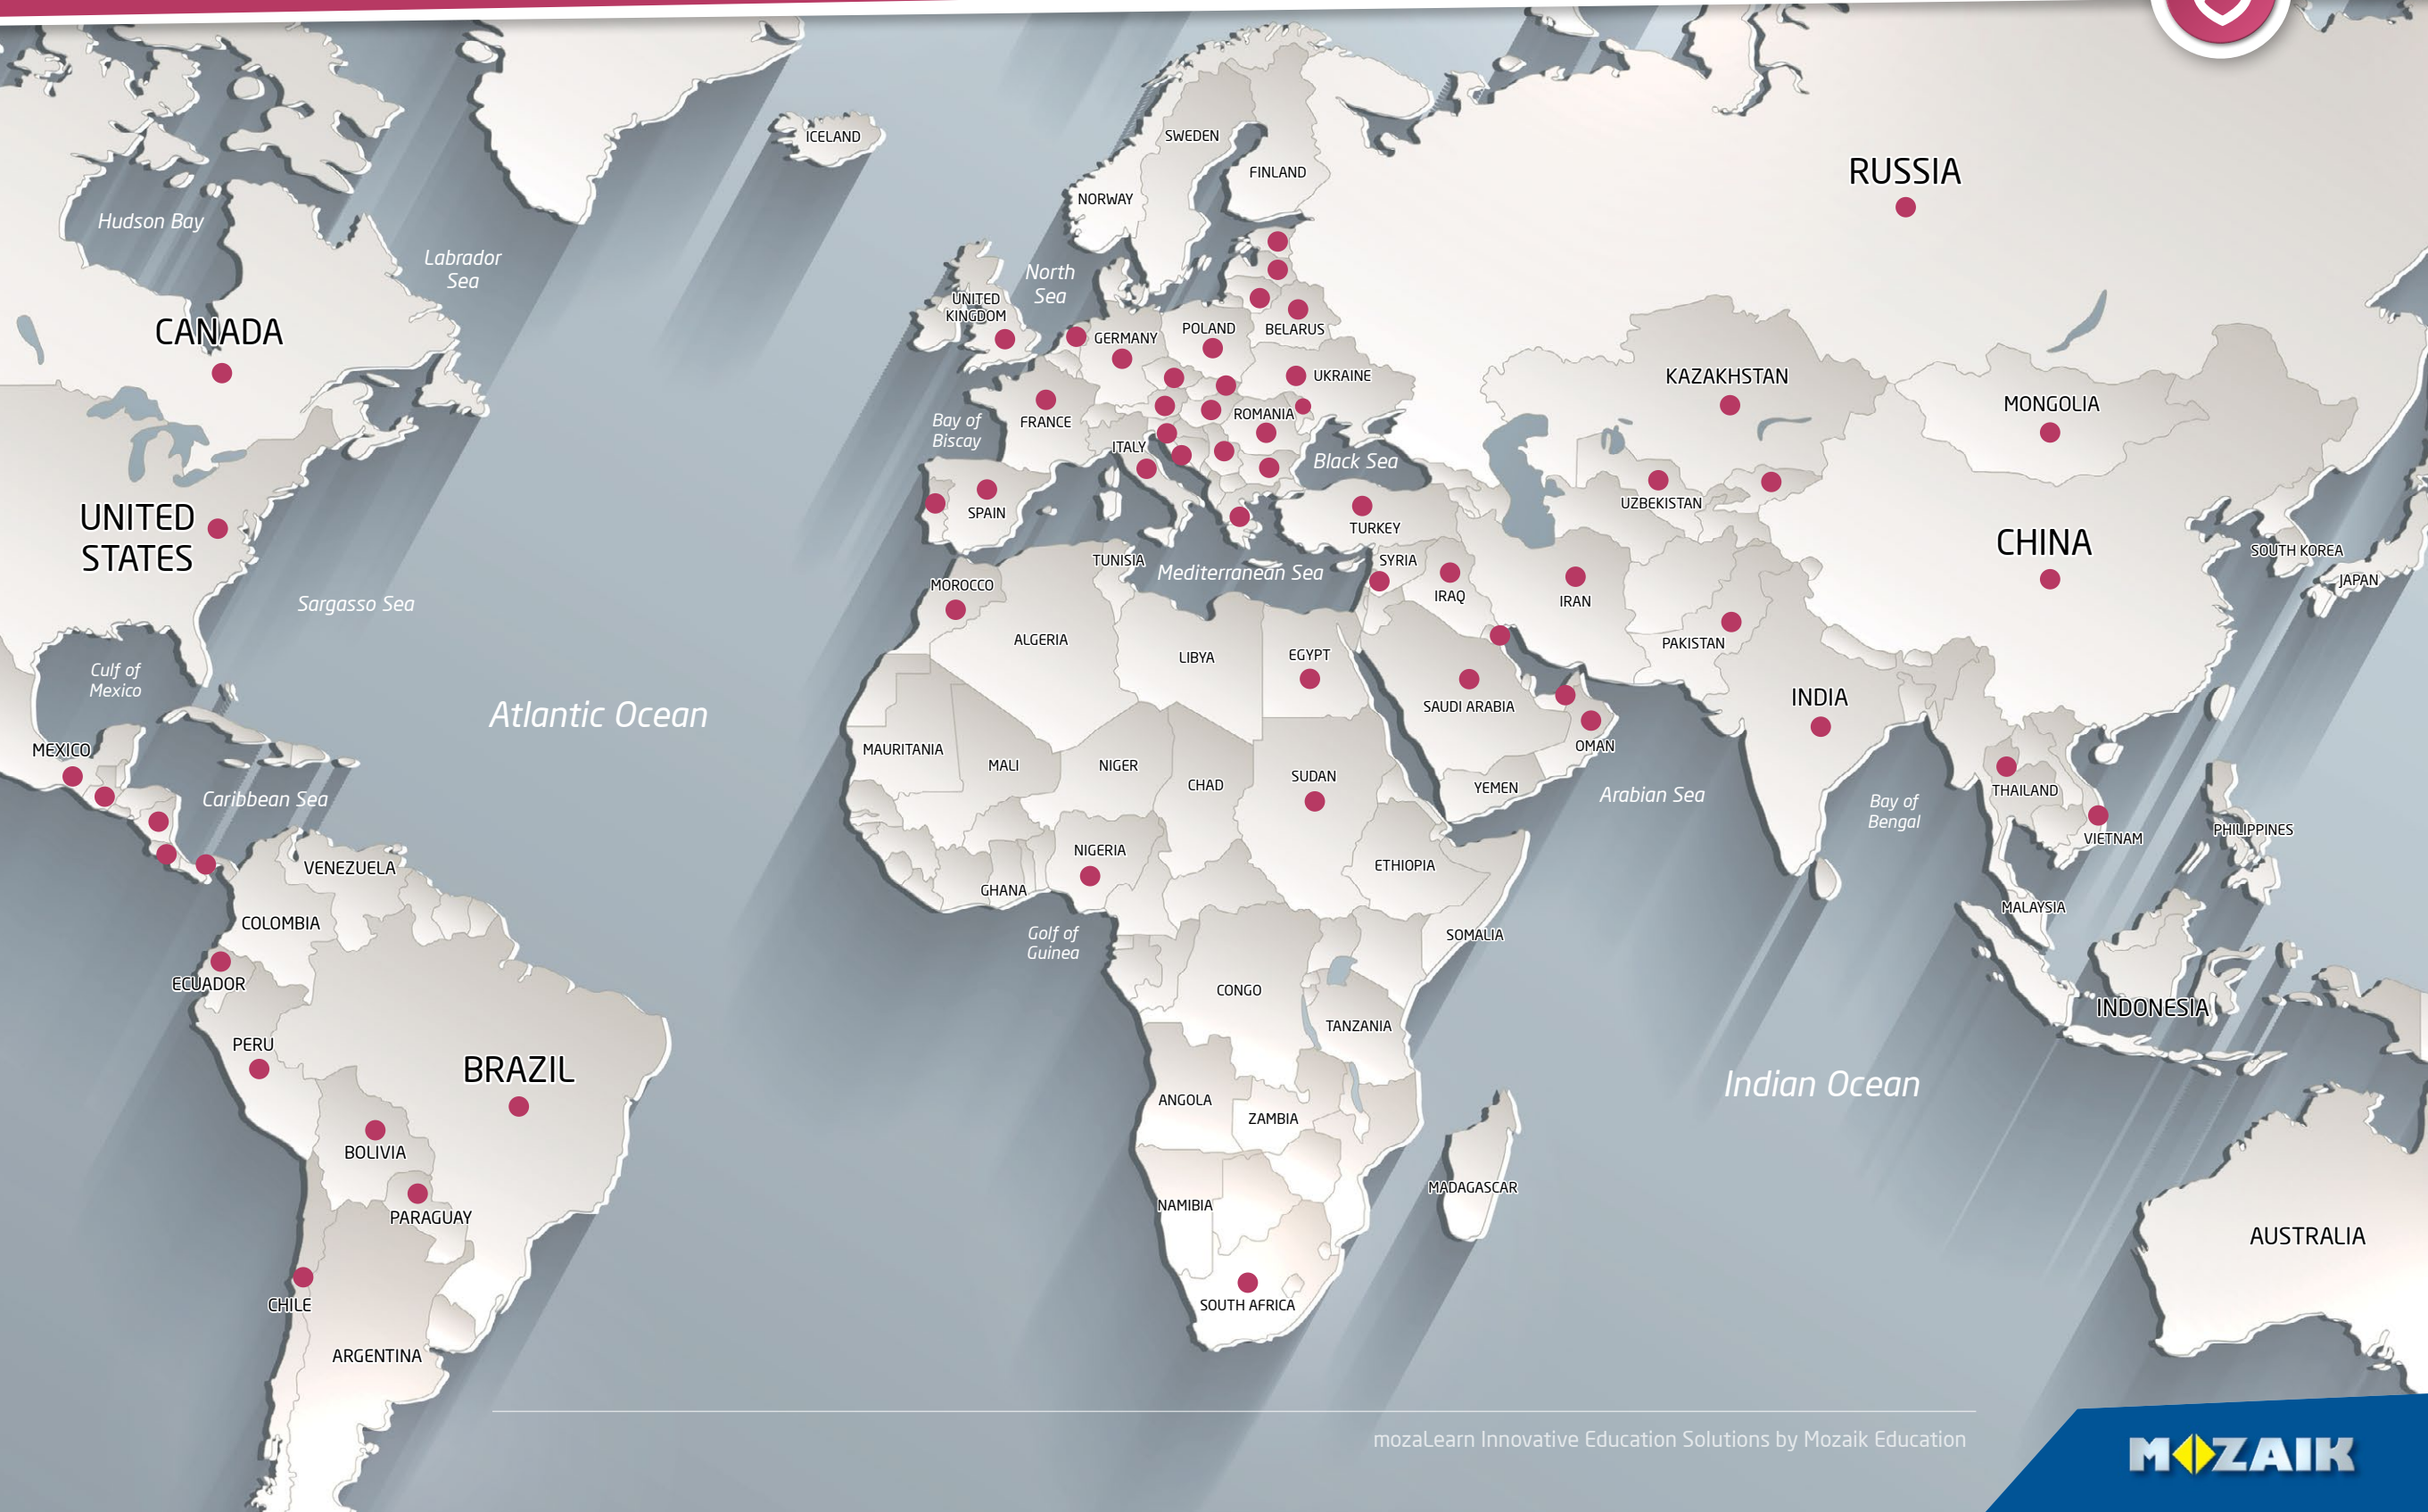 ICELAND
SWEDEN
FINLAND
NORWAY
RUSSIA
Hudson Bay
Labrador
Sea
North
Sea
UNITED
KINGDOM
CANADA
GERMANY
POLAND
BELARUS
UKRAINE
KAZAKHSTAN
MONGOLIA
FRANCE
ROMANIA
Bay of
Biscay
ITALY
Black Sea
UNITED
STATES
SPAIN
TURKEY
UZBEKISTAN
CHINA
SOUTH KOREA
JAPAN
TUNISIA
Mediterranean Sea
SYRIA
MOROCCO
IRAQ
IRAN
Sargasso Sea
ALGERIA
LIBYA
EGYPT
PAKISTAN
Culf of
Mexico
Atlantic Ocean
SAUDI ARABIA
INDIA
OMAN
MEXICO
MAURITANIA
MALI
NIGER
CHAD
SUDAN
YEMEN
Arabian Sea
Bay of
Bengal
THAILAND
VIETNAM
PHILIPPINES
Caribbean Sea
VENEZUELA
NIGERIA
GHANA
ETHIOPIA
MALAYSIA
COLOMBIA
Golf of
Guinea
SOMALIA
ECUADOR
CONGO
INDONESIA
TANZANIA
PERU
BRAZIL
Indian Ocean
ANGOLA
ZAMBIA
BOLIVIA
MADAGASCAR
NAMIBIA
PARAGUAY
AUSTRALIA
CHILE
SOUTH AFRICA
ARGENTINA
mozaLearn Innovative Education Solutions by Mozaik Education
MOZAIK